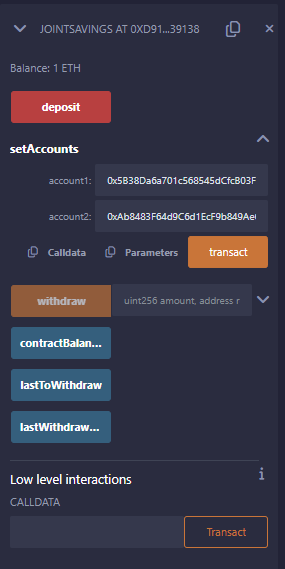 JOINTSAVINGS AT 0XD91...39138
Balance: 1 ETH
deposit
setAccounts
account1: 0x5B38Da6a701c568545dCfcB03F
account2: 0xAb8483F64d9C6d1EcF9b849Ae
Calldata Parameters transact
withdraw uint256 amount, address r
contractBalan...
lastToWithdraw
lastWithdraw...
Low level interactions
CALLDATA
Transact